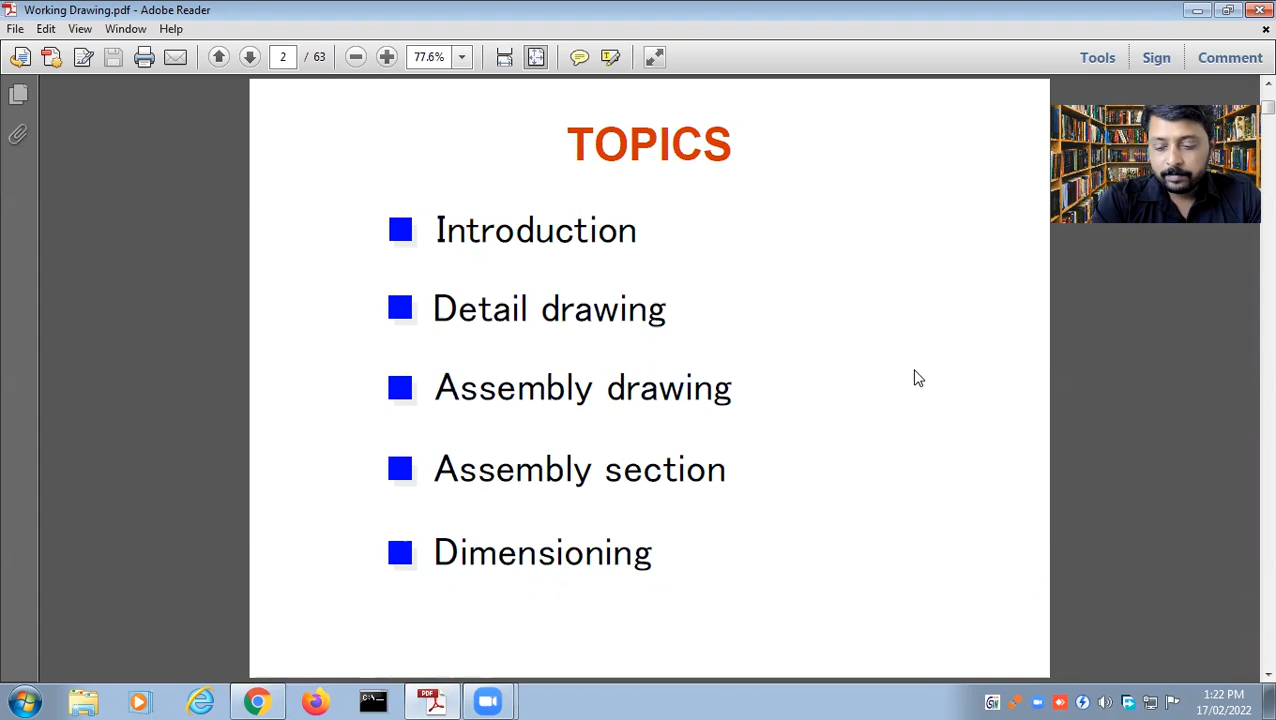 Working Drawing.pdf - Adobe Reader
File Edit View Window Help
2 / 63 77.6% Tools Sign Comment
TOPICS
Introduction
Detail drawing
Assembly drawing
Assembly section
Dimensioning
1:22 PM
17/02/2022